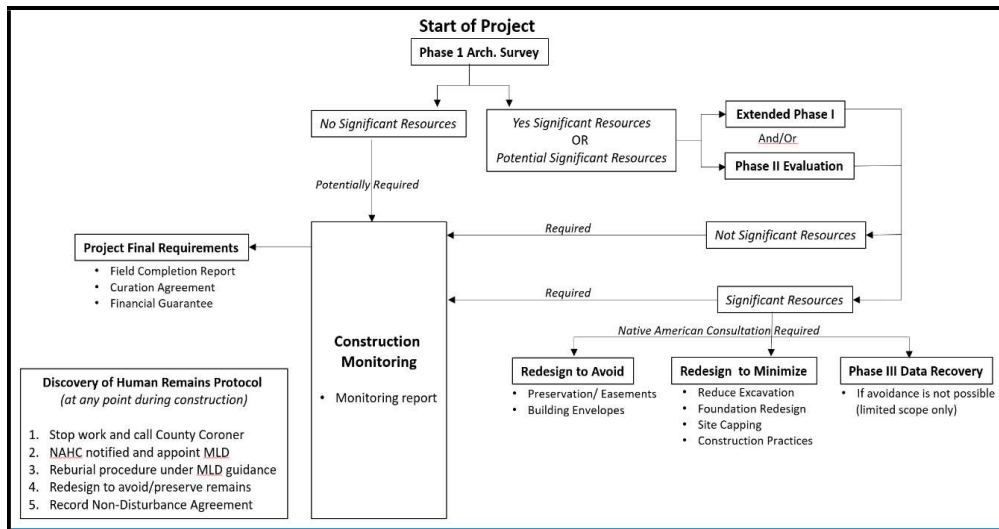 Start of Project
Phase 1 Arch. Survey
No Significant Resources
Yes Significant Resources
OR
Potential Significant Resources
Extended Phase I
And/Or
Phase II Evaluation
Potentially Required
Required
Not Significant Resources
Project Final Requirements
• Field Completion Report
• Curation Agreement
• Financial Guarantee
Required
Significant Resources
Native American Consultation Required
Construction
Monitoring
• Monitoring report
Redesign to Avoid
• Preservation/ Easements
• Building Envelopes
Redesign to Minimize
• Reduce Excavation
• Foundation Redesign
• Site Capping
• Construction Practices
Phase III Data Recovery
• If avoidance is not possible
(limited scope only)
Discovery of Human Remains Protocol
(at any point during construction)
1. Stop work and call County Coroner
2. NAHC notified and appoint MLD
3. Reburial procedure under MLD guidance
4. Redesign to avoid/preserve remains
5. Record Non-Disturbance Agreement